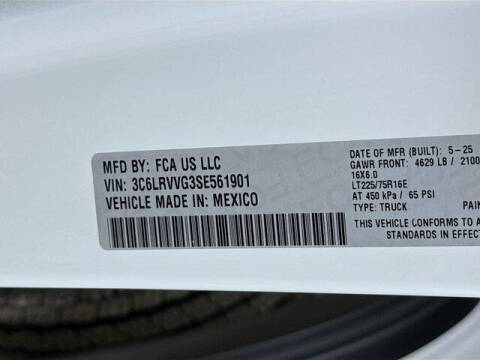 MFD BY: FCA US LLC
VIN: 3C6LRVVG3SE561901
VEHICLE MADE IN: MEXICO
DATE OF MFR (BUILT): 5-25
GAWR FRONT: 4629 LB / 2100
16X6.0
LT225/75R16E
AT 450 kPa / 65 PSI
TYPE: TRUCK PAIN
THIS VEHICLE CONFORMS TO A
STANDARDS IN EFFECT